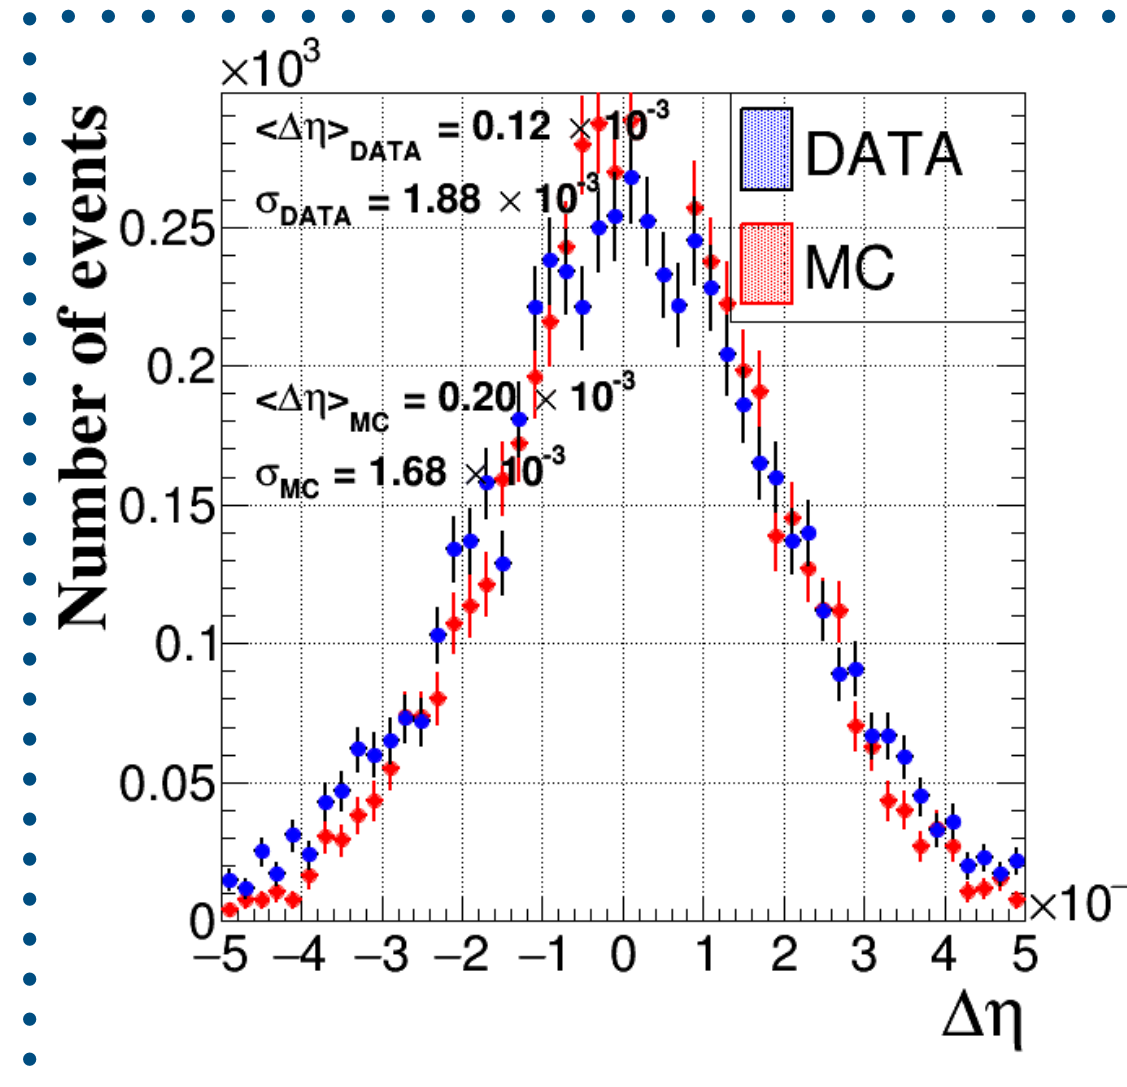 ×10³
Number of events
<Δη>DATA = 0.12 × 10⁻³
σDATA = 1.88 × 10⁻³
<Δη>MC = 0.20 × 10⁻³
σMC = 1.68 × 10⁻³
DATA
MC
0.25
0.2
0.15
0.1
0.05
0
−5 −4 −3 −2 −1 0 1 2 3 4 5
×10⁻
Δη